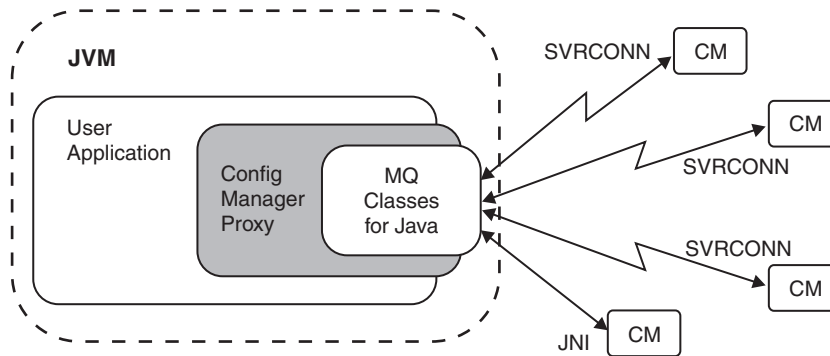 JVM
User
Application
Config
Manager
Proxy
MQ
Classes
for Java
SVRCONN
CM
CM
SVRCONN
SVRCONN
CM
JNI
CM